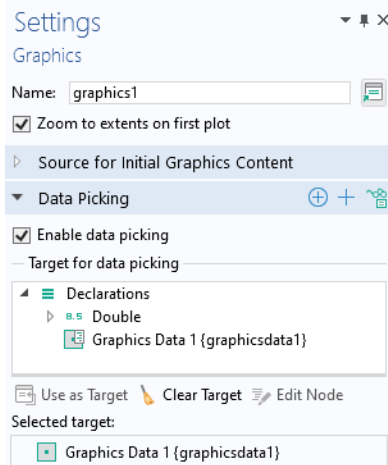 Settings
Graphics
Name: graphics1
Zoom to extents on first plot
Source for Initial Graphics Content
Data Picking
Enable data picking
Target for data picking
Declarations
8.5 Double
Graphics Data 1 {graphicsdata1}
Use as Target Clear Target Edit Node
Selected target:
Graphics Data 1 {graphicsdata1}